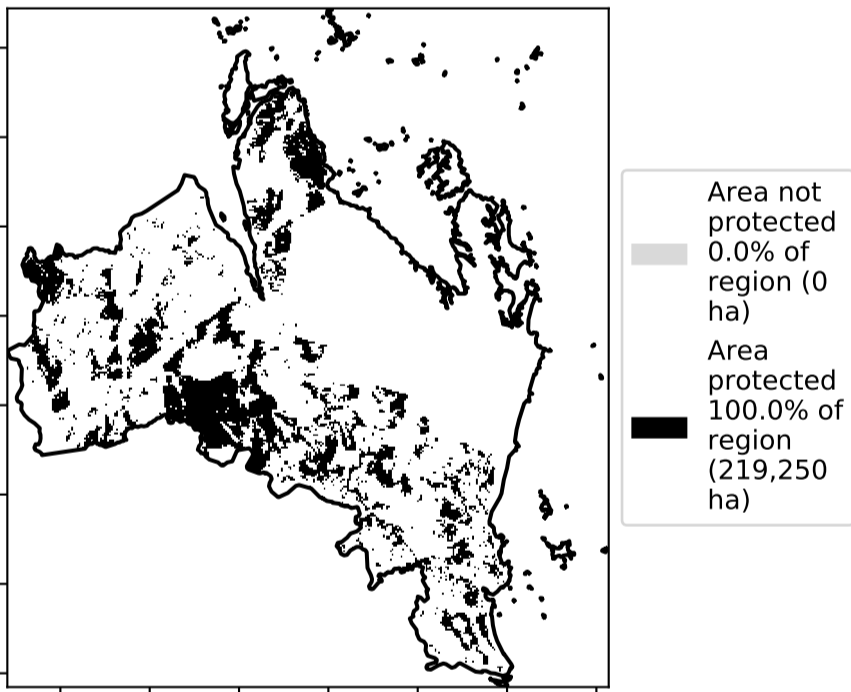 Area not
protected
0.0% of
region (0
ha)
Area
protected
100.0% of
region
(219,250
ha)